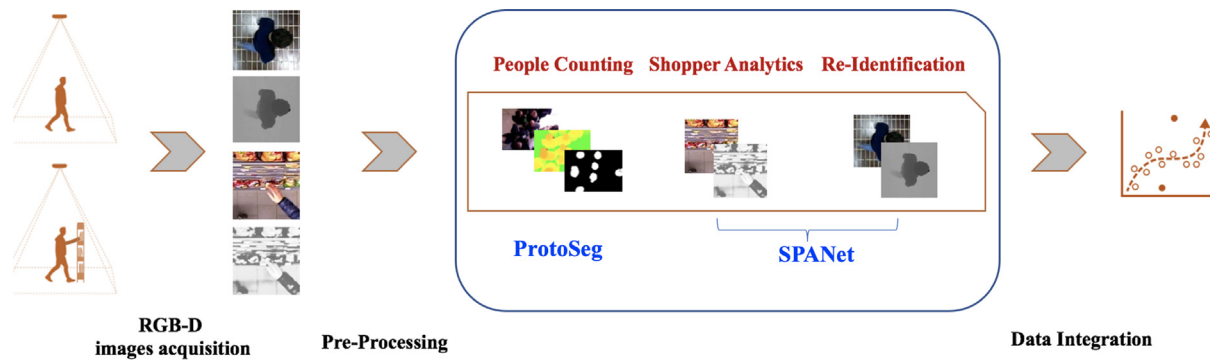 People Counting Shopper Analytics Re-Identification
ProtoSeg SPANet
RGB-D
images acquisition
Pre-Processing
Data Integration